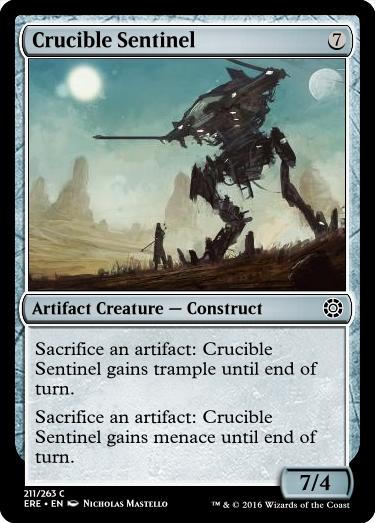 Crucible Sentinel 7
Artifact Creature — Construct
Sacrifice an artifact: Crucible
Sentinel gains trample until end of
turn.
Sacrifice an artifact: Crucible
Sentinel gains menace until end of
turn.
7/4
211/263 C
ERE • EN Nicholas Mastello
™ & © 2016 Wizards of the Coast